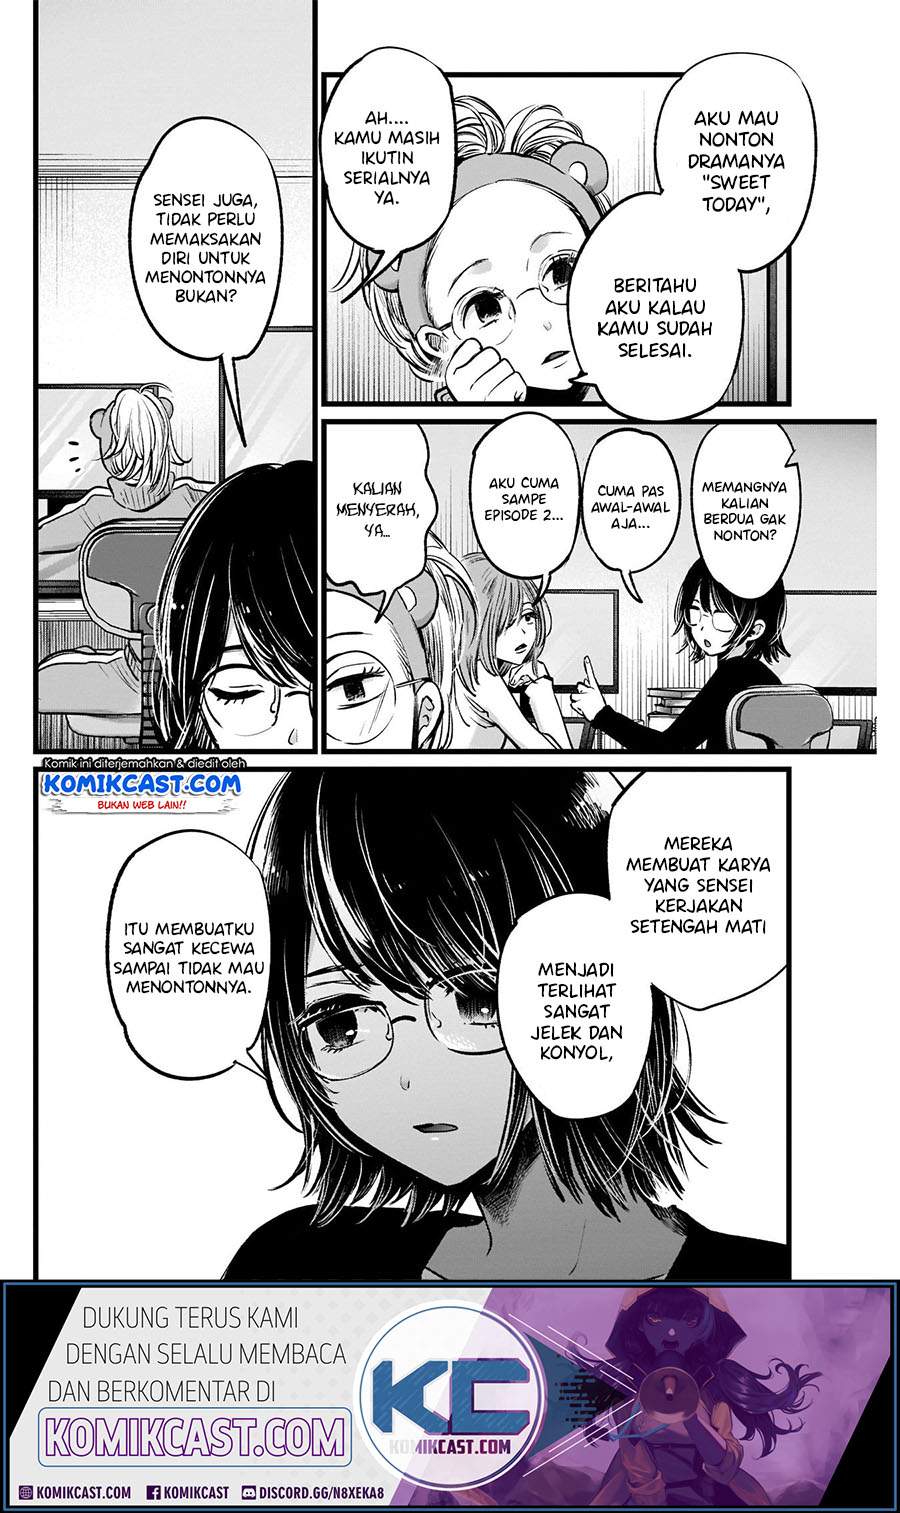 AKU MAU
NONTON
DRAMANYA
"SWEET
TODAY",
BERITAHU
AKU KALAU
KAMU SUDAH
SELESAI.
AH....
KAMU MASIH
IKUTIN
SERIALNYA
YA.
SENSEI JUGA,
TIDAK PERLU
MEMAKSAKAN
DIRI UNTUK
MENONTONNYA
BUKAN?
MEMANGNYA
KALIAN
BERDUA GAK
NONTON?
CUMA PAS
AWAL-AWAL
AJA...
AKU CUMA
SAMPE
EPISODE 2...
KALIAN
MENYERAH,
YA...
Komik ini diterjemahkan & diedit oleh
KOMIKCAST.COM
BUKAN WEB LAIN!!
MEREKA
MEMBUAT KARYA
YANG SENSEI
KERJAKAN
SETENGAH MATI
MENJADI
TERLIHAT
SANGAT
JELEK DAN
KONYOL,
ITU MEMBUATKU
SANGAT KECEWA
SAMPAI TIDAK MAU
MENONTONNYA.
DUKUNG TERUS KAMI
DENGAN SELALU MEMBACA
DAN BERKOMENTAR DI
KOMIKCAST.COM
KC
KOMIKCAST.COM
KOMIKCAST.COM
KOMIKCAST
DISCORD.GG/N8XEKA8